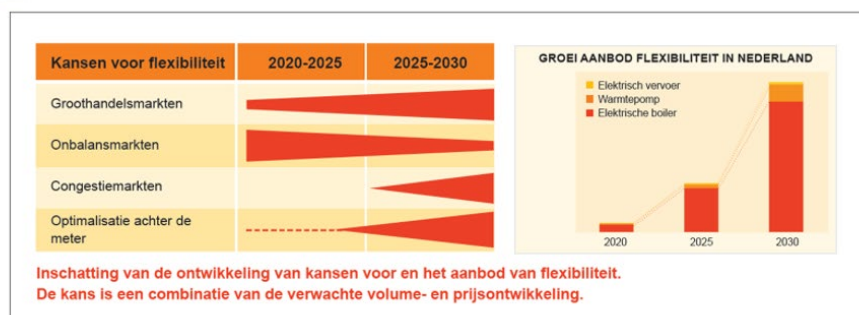 Kansen voor flexibiliteit
2020-2025
2025-2030
Groothandelsmarkten
Onbalansmarkten
Congestiemarkten
Optimalisatie achter de
meter
GROEI AANBOD FLEXIBILITEIT IN NEDERLAND
Elektrisch vervoer
Warmtepomp
Elektrische boiler
2020
2025
2030
Inschatting van de ontwikkeling van kansen voor en het aanbod van flexibiliteit.
De kans is een combinatie van de verwachte volume- en prijsontwikkeling.